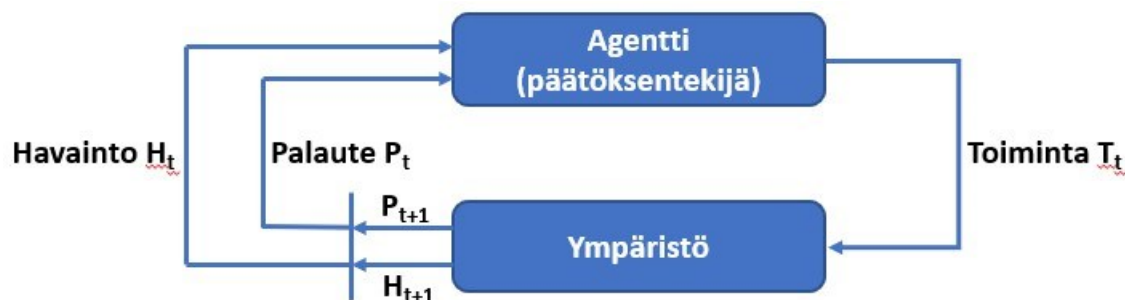 Agentti
(päätöksentekijä)
Havainto Ht
Palaute Pt
Toiminta Tt
Pt+1
Ympäristö
Ht+1